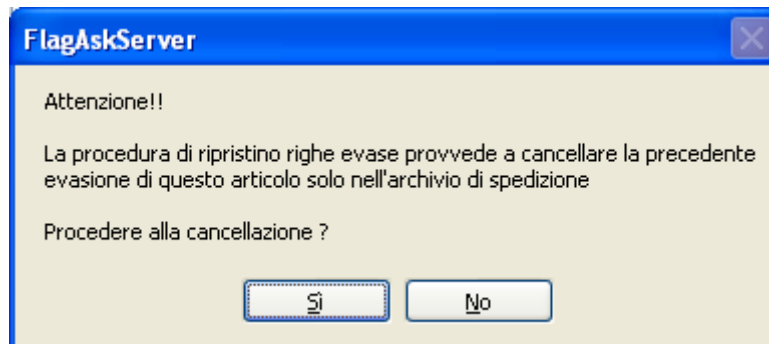 FlagAskServer
Attenzione!!
La procedura di ripristino righe evase provvede a cancellare la precedente
evasione di questo articolo solo nell'archivio di spedizione
Procedere alla cancellazione ?
Sì
No